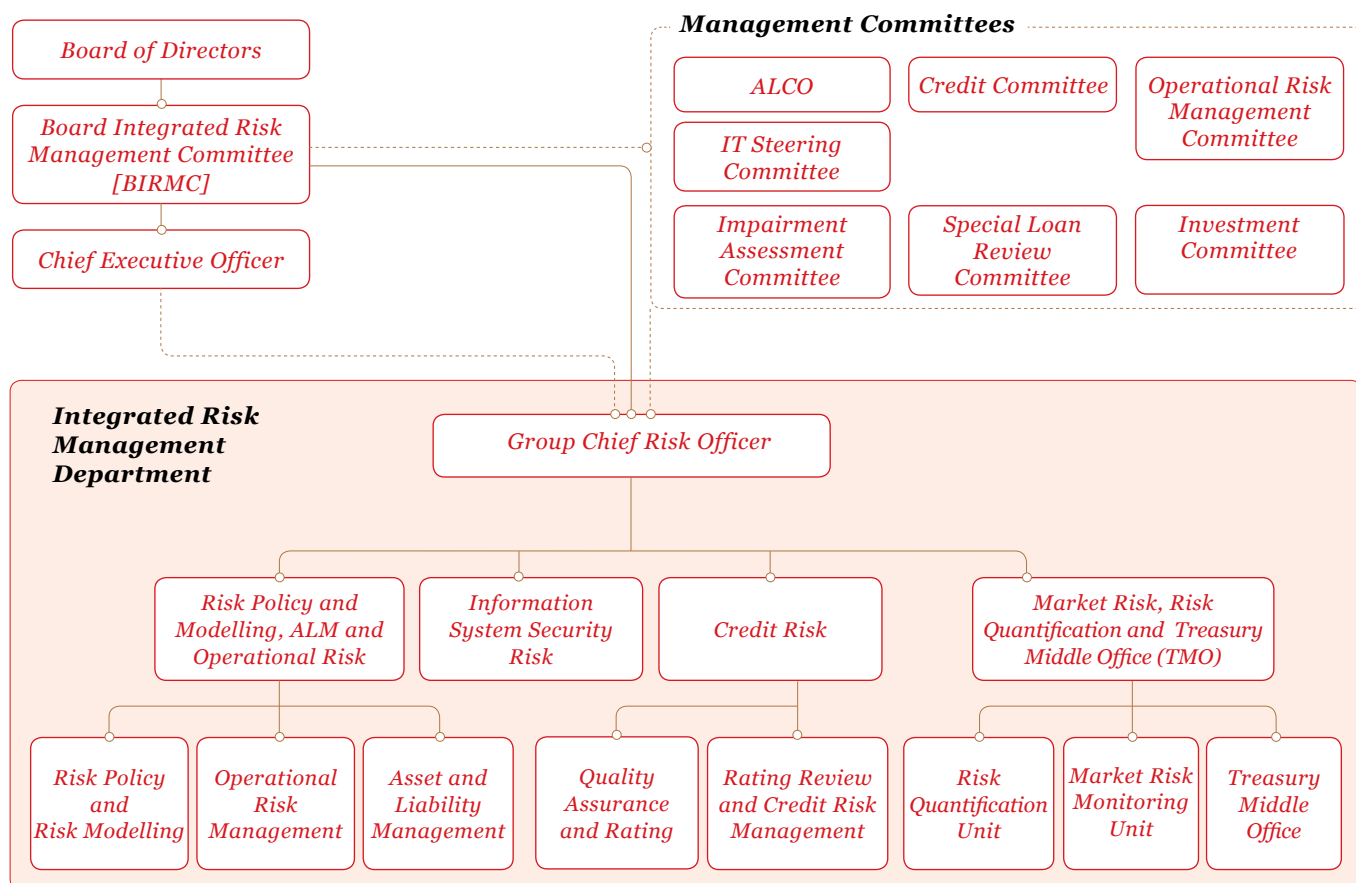 Management Committees
Board of Directors
Board Integrated Risk
Management Committee
[BIRMC]
Chief Executive Officer
ALCO
Credit Committee
Operational Risk
Management
Committee
IT Steering
Committee
Impairment
Assessment
Committee
Special Loan
Review
Committee
Investment
Committee
Integrated Risk
Management
Department
Group Chief Risk Officer
Risk Policy and
Modelling, ALM and
Operational Risk
Information
System Security
Risk
Credit Risk
Market Risk, Risk
Quantification and Treasury
Middle Office (TMO)
Risk Policy
and
Risk Modelling
Operational
Risk
Management
Asset and
Liability
Management
Quality
Assurance
and Rating
Rating Review
and Credit Risk
Management
Risk
Quantification
Unit
Market Risk
Monitoring
Unit
Treasury
Middle
Office